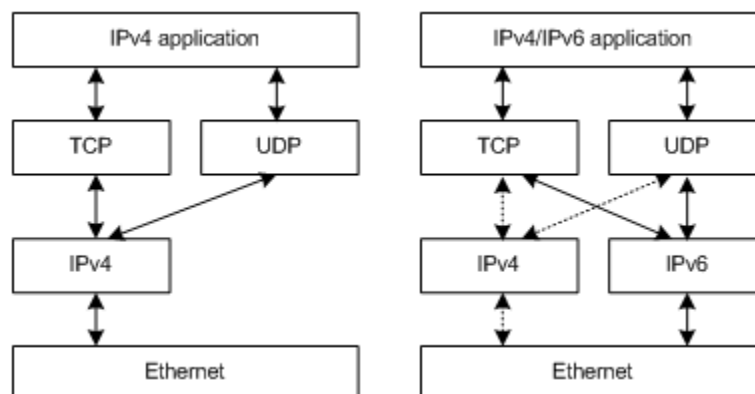 IPv4 application
TCP
UDP
IPv4
Ethernet
IPv4/IPv6 application
TCP
UDP
IPv4
IPv6
Ethernet